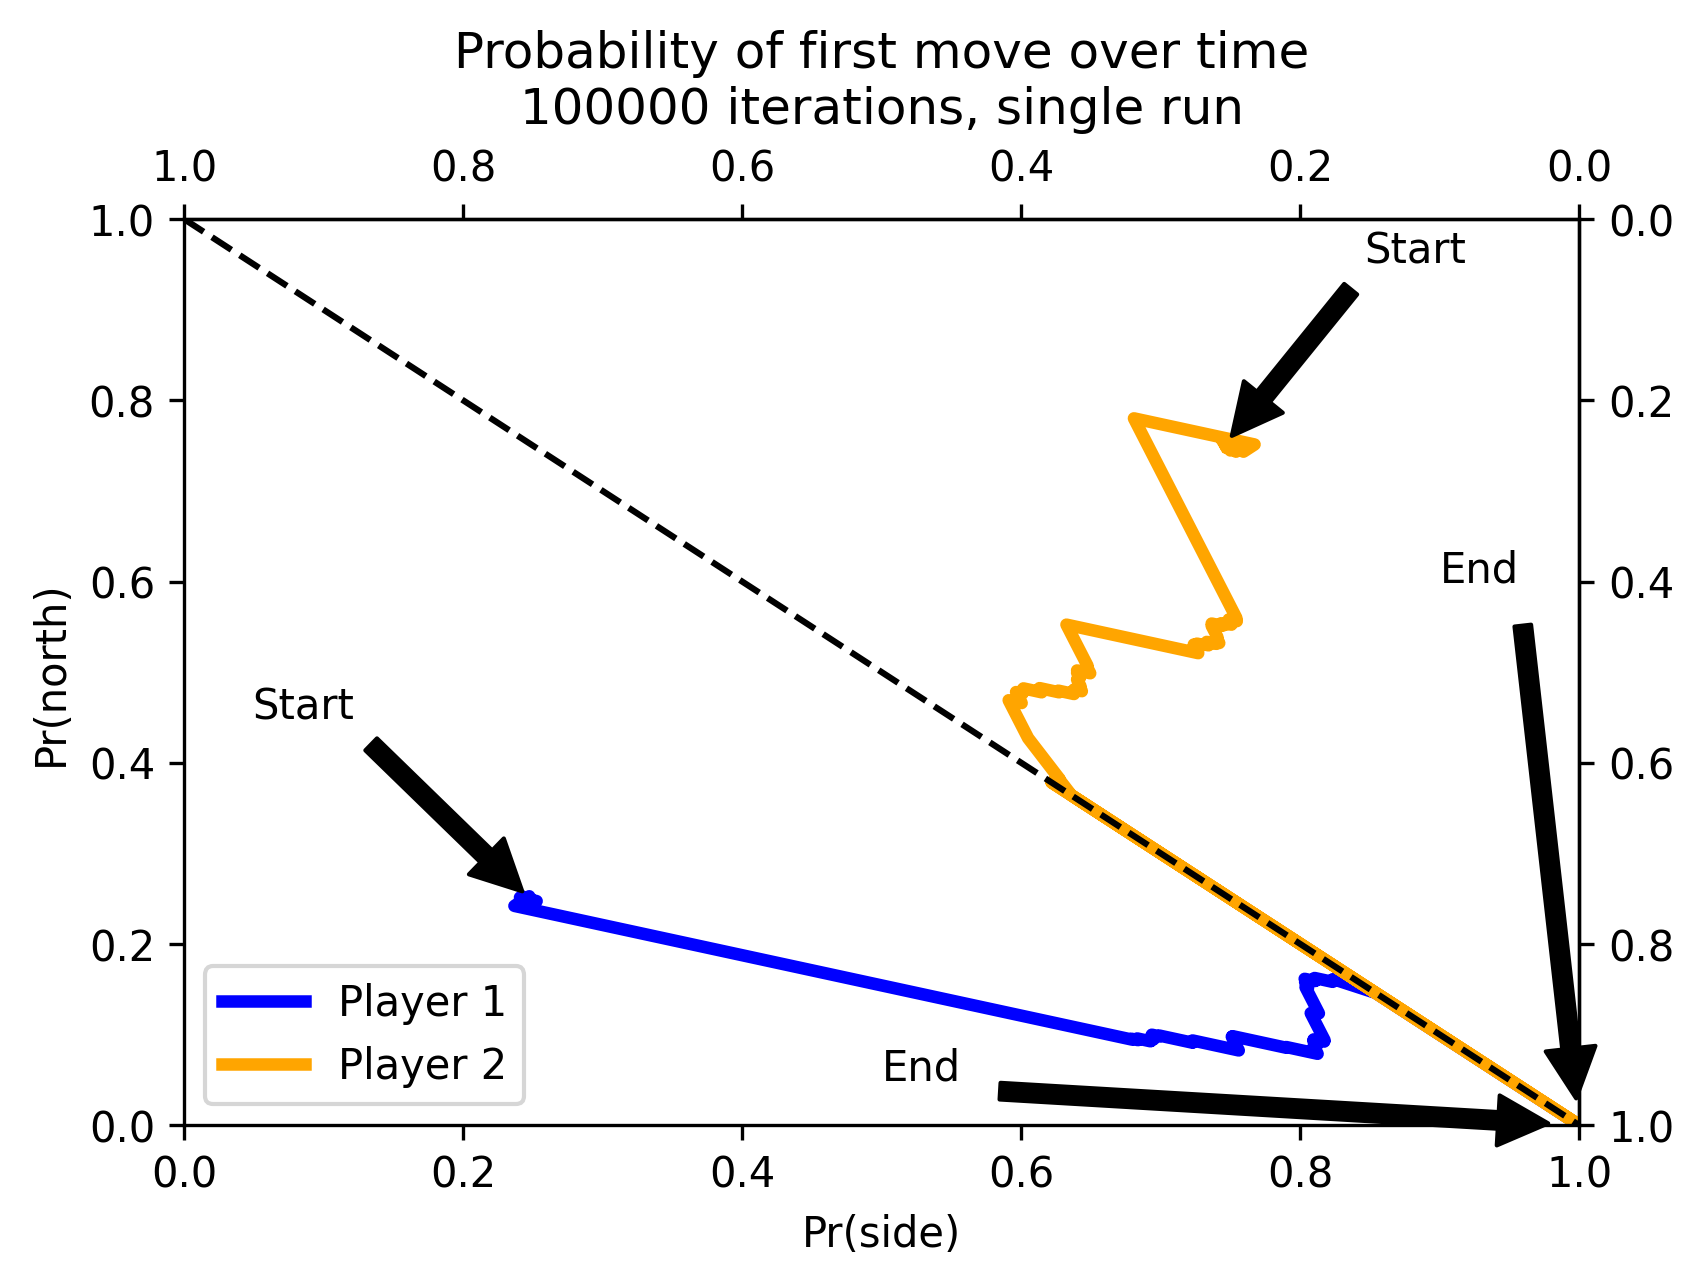 Probability of first move over time
100000 iterations, single run
1.0 0.8 0.6 0.4 0.2 0.0
1.0 0.0
Start
0.8 0.2
End
0.6 0.4
Pr(north)
Start
0.4 0.6
0.2 0.8
Player 1
End
Player 2
0.0 1.0
0.0 0.2 0.4 0.6 0.8 1.0
Pr(side)